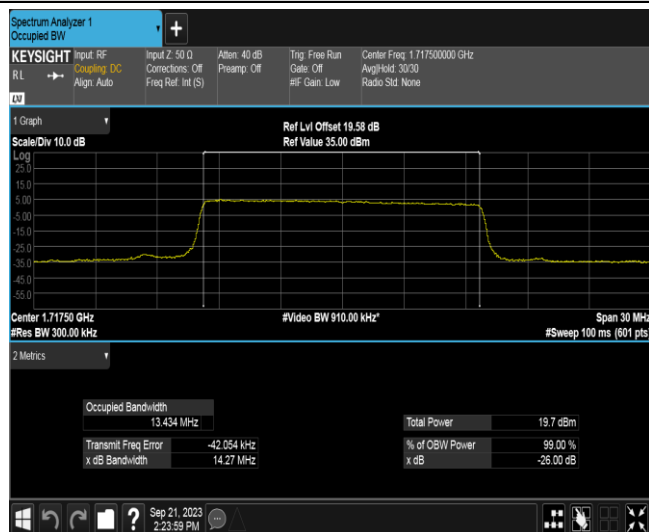 Spectrum Analyzer 1
Occupied BW
+
KEYSIGHT Input: RF Input Z: 50 Ω Atten: 40 dB Trig: Free Run Center Freq: 1.717500000 GHz
RL Coupling: DC Corrections: Off Preamp: Off Gate: Off Avg|Hold: 30/30
Align: Auto Freq Ref: Int (S) #IF Gain: Low Radio Std: None
LXI
1 Graph
Ref Lvl Offset 19.58 dB
Scale/Div 10.0 dB Ref Value 35.00 dBm
Log
25.0
15.0
5.00
-5.00
-15.0
-25.0
-35.0
-45.0
-55.0
Center 1.71750 GHz #Video BW 910.00 kHz* Span 30 MHz
#Res BW 300.00 kHz #Sweep 100 ms (601 pts)
2 Metrics
Occupied Bandwidth
13.434 MHz Total Power 19.7 dBm
Transmit Freq Error -42.054 kHz % of OBW Power 99.00 %
x dB Bandwidth 14.27 MHz x dB -26.00 dB
? Sep 21, 2023
2:23:59 PM